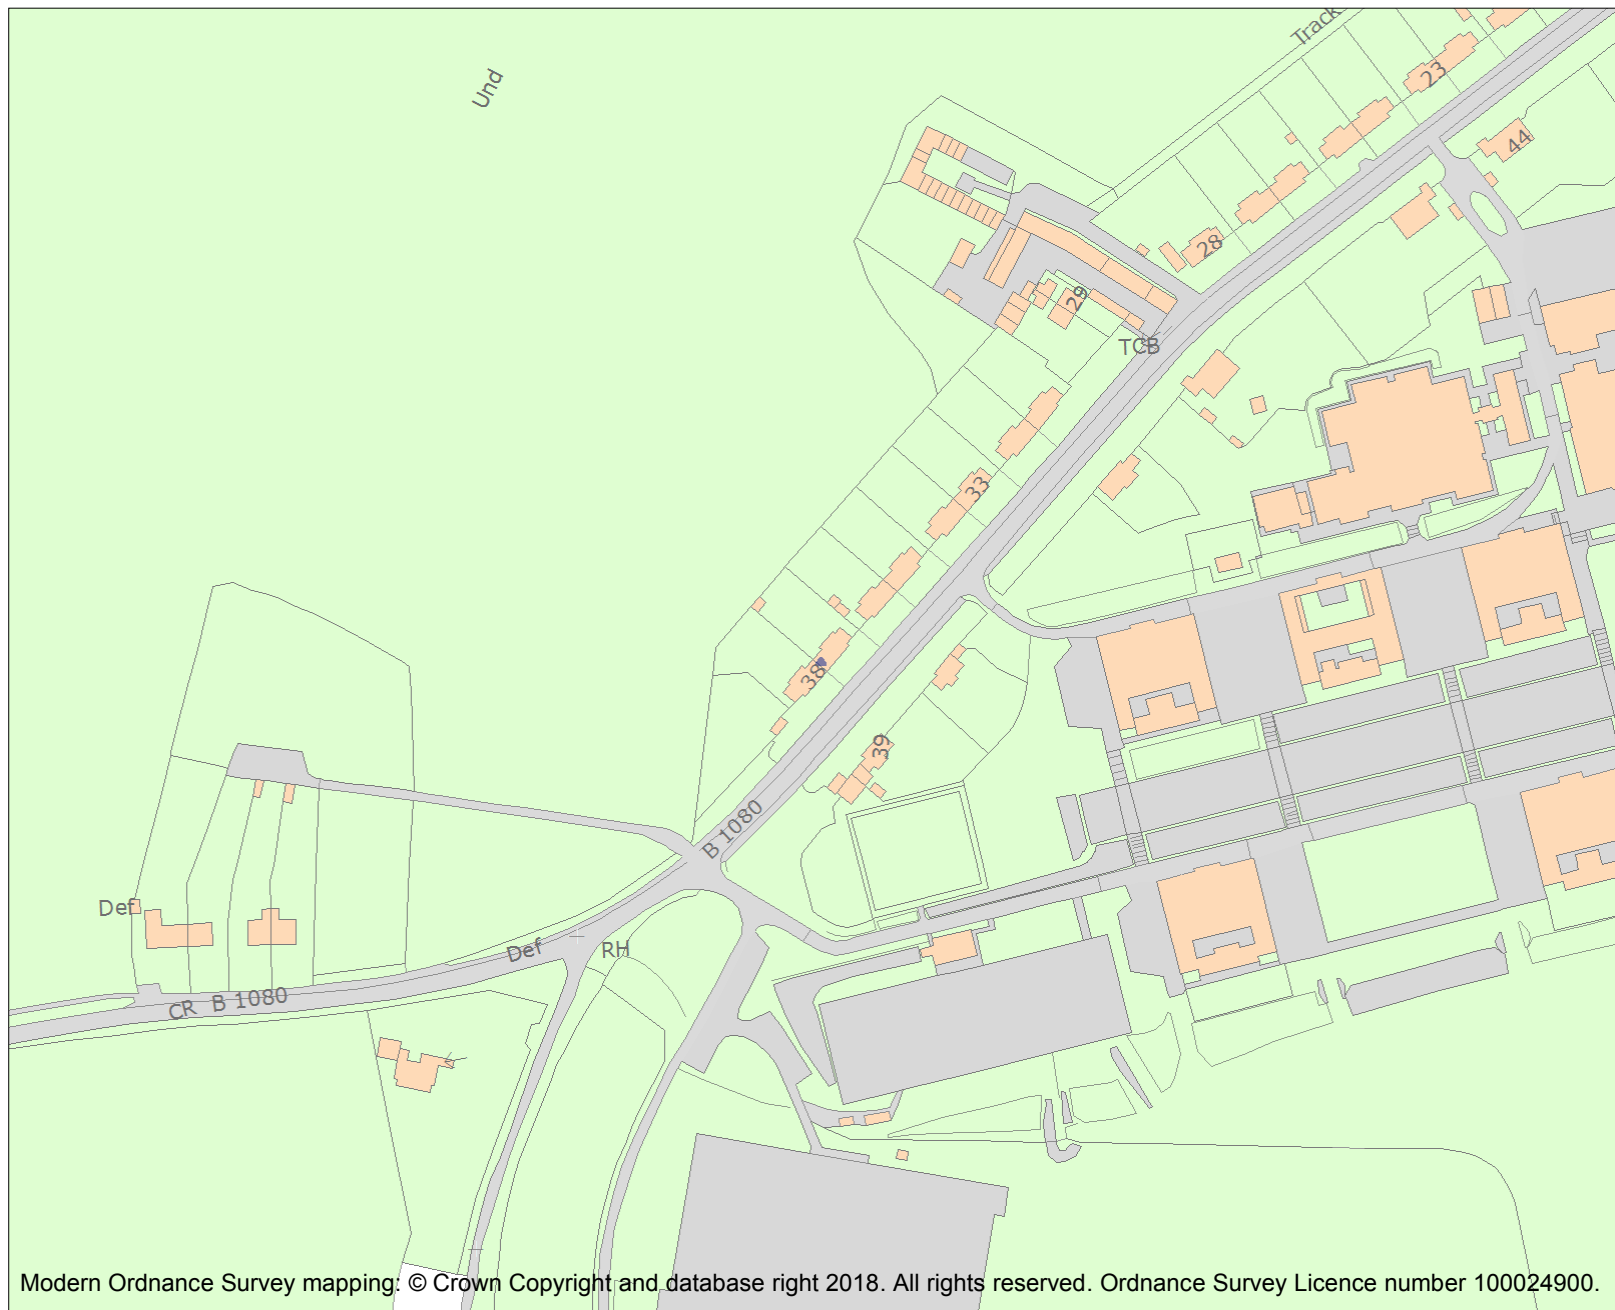 Track
Und
23
44
28
29
TCB
33
38
39
B 1080
Def
Def
RH
CR B 1080
Modern Ordnance Survey mapping: © Crown Copyright and database right 2018. All rights reserved. Ordnance Survey Licence number 100024900.